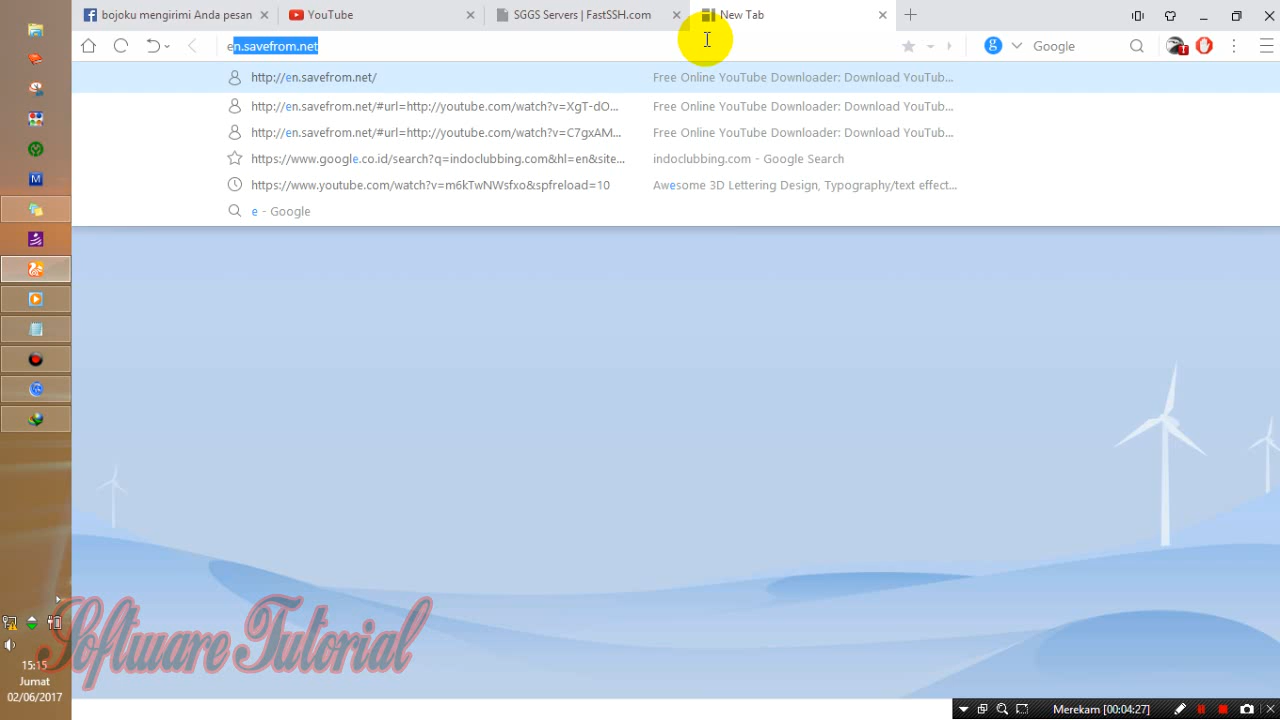 bojoku mengirimi Anda pesan
YouTube
SGGS Servers | FastSSH.com
New Tab
en.savefrom.net
Google
1
http://en.savefrom.net/
Free Online YouTube Downloader: Download YouTub...
http://en.savefrom.net/#url=http://youtube.com/watch?v=XgT-dO...
Free Online YouTube Downloader: Download YouTub...
http://en.savefrom.net/#url=http://youtube.com/watch?v=C7gxAM...
Free Online YouTube Downloader: Download YouTub...
https://www.google.co.id/search?q=indoclubbing.com&hl=en&site...
indoclubbing.com - Google Search
https://www.youtube.com/watch?v=m6kTwNWsfxo&spfreload=10
Awesome 3D Lettering Design, Typography/text effect...
e - Google
M
Software Tutorial
15:15
Jumat
02/06/2017
Merekam [00:04:27]